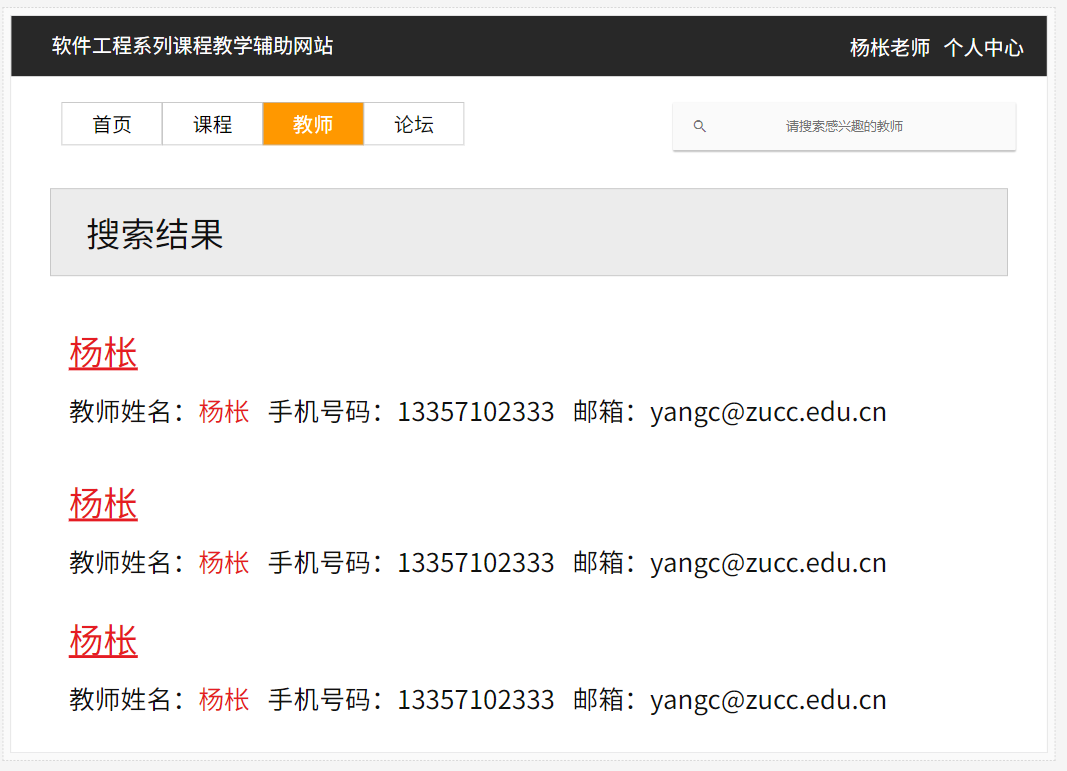 软件工程系列课程教学辅助网站 杨枨老师 个人中心
首页 课程 教师 论坛 请搜索感兴趣的教师
搜索结果
杨枨
教师姓名：杨枨 手机号码：13357102333 邮箱：yangc@zucc.edu.cn
杨枨
教师姓名：杨枨 手机号码：13357102333 邮箱：yangc@zucc.edu.cn
杨枨
教师姓名：杨枨 手机号码：13357102333 邮箱：yangc@zucc.edu.cn